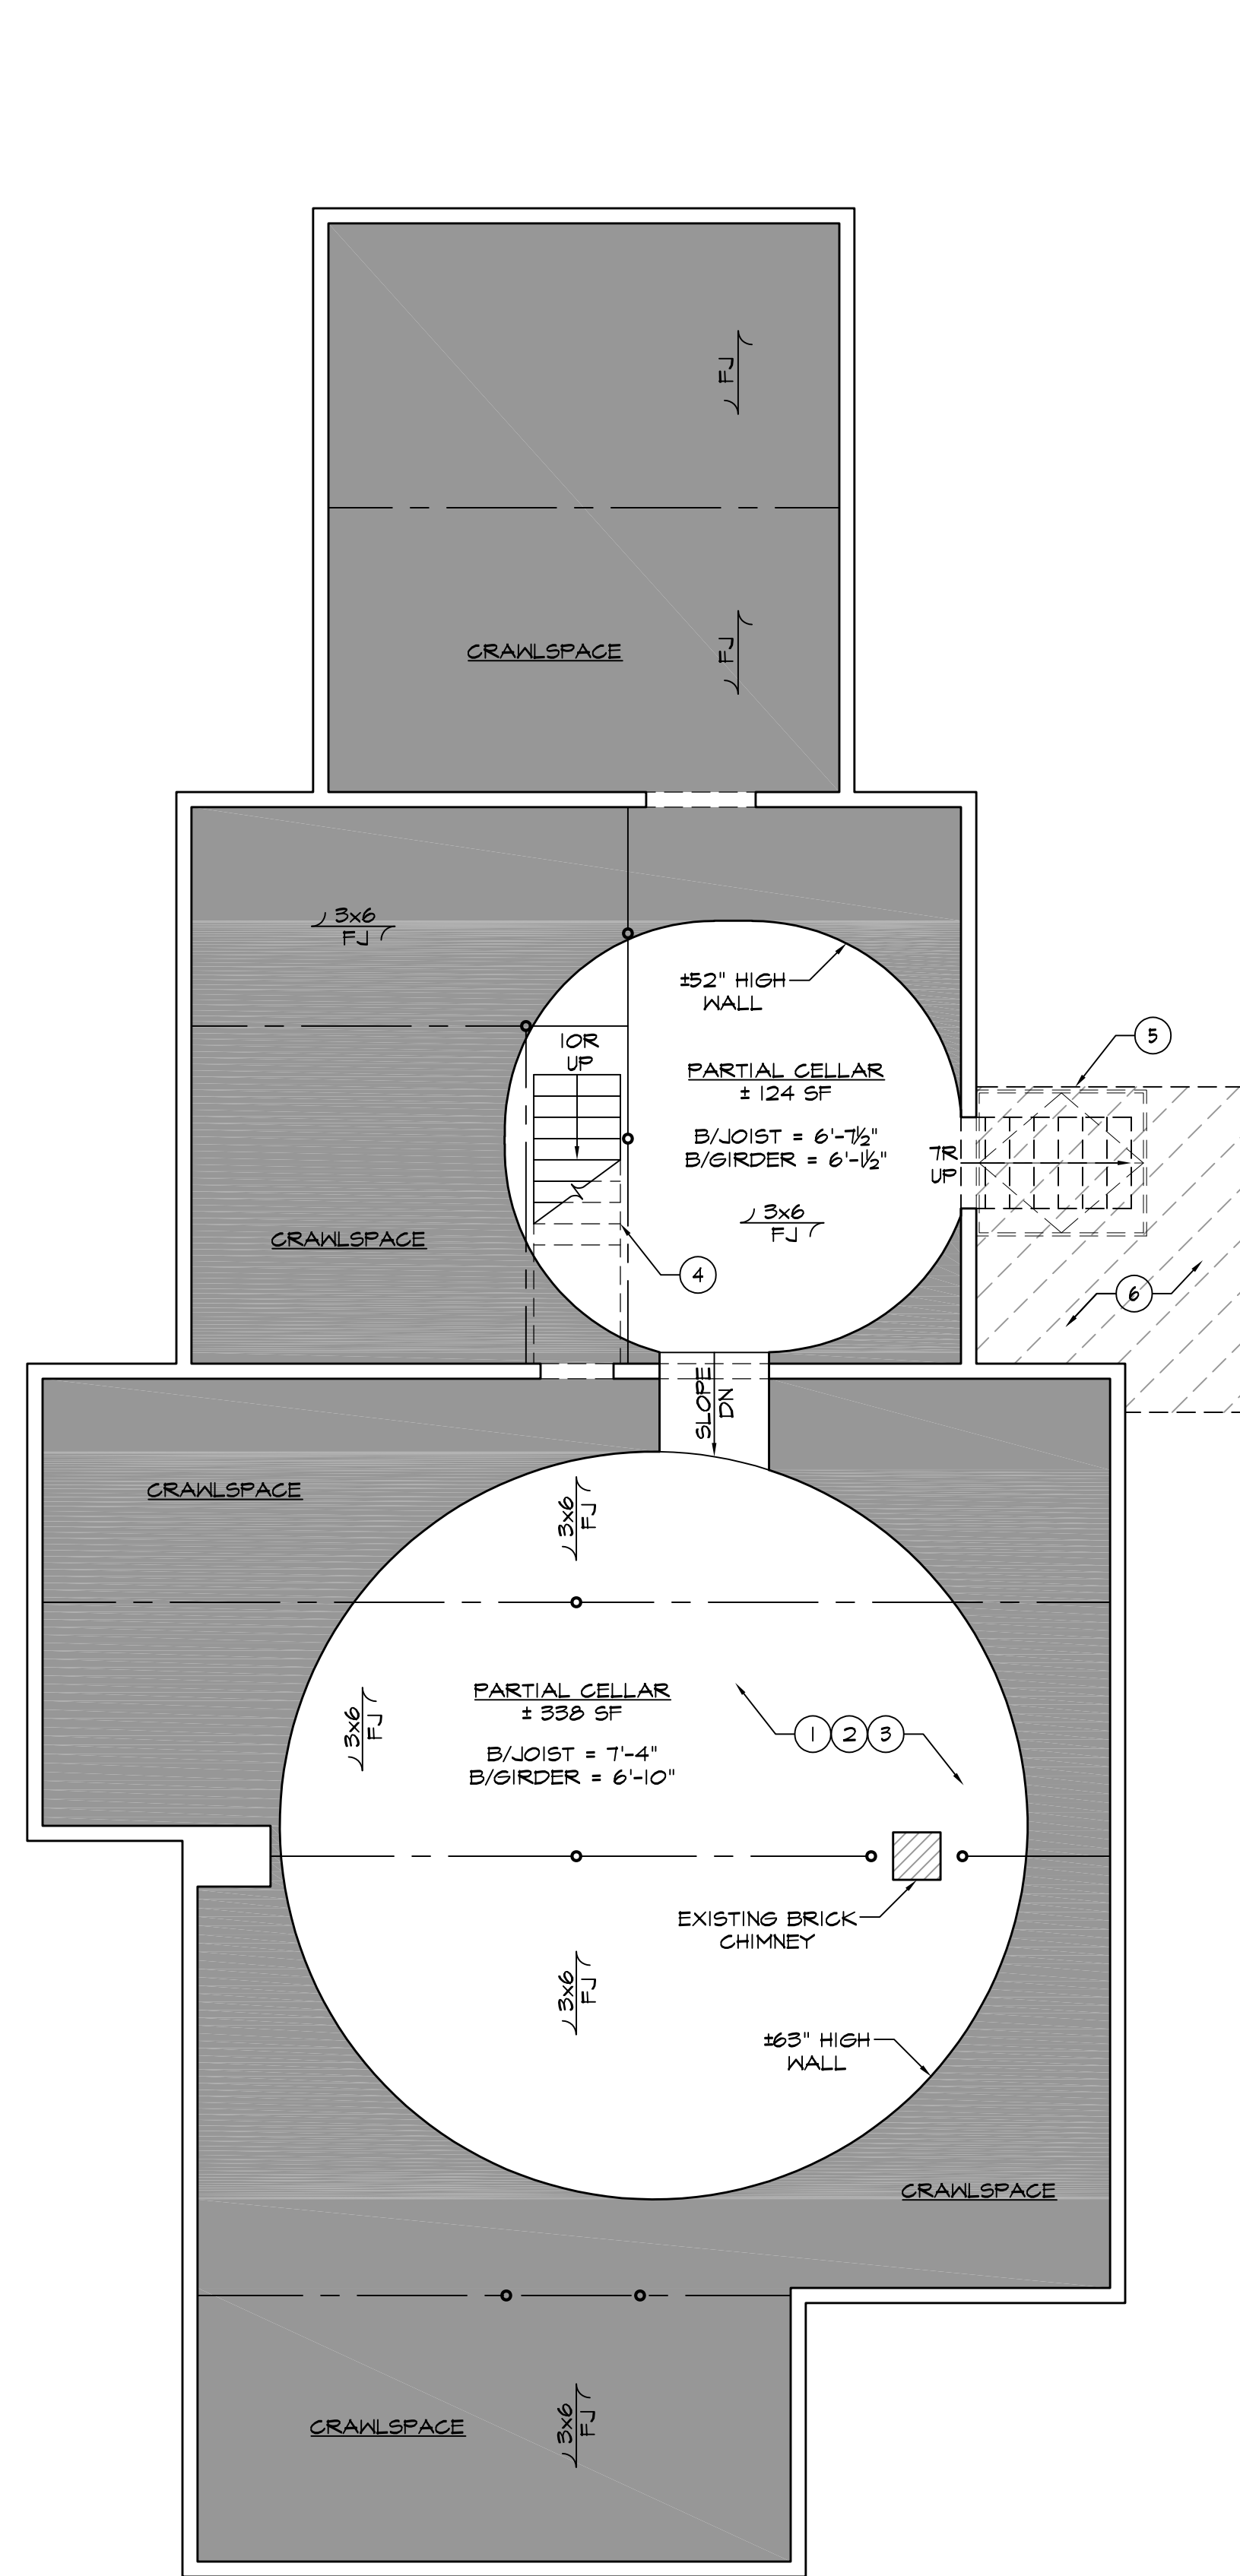 FJ
FJ
CRAWLSPACE
3x6
FJ
±52" HIGH
WALL
10R
UP
5
PARTIAL CELLAR
± 124 SF
B/JOIST = 6'-7½"
B/GIRDER = 6'-1½"
7R
UP
3x6
FJ
CRAWLSPACE
4
6
SLOPE
DN
CRAWLSPACE
3x6
FJ
PARTIAL CELLAR
± 338 SF
3x6
FJ
1 2 3
B/JOIST = 7'-4"
B/GIRDER = 6'-10"
EXISTING BRICK
CHIMNEY
3x6
FJ
±63" HIGH
WALL
CRAWLSPACE
CRAWLSPACE
3x6
FJ